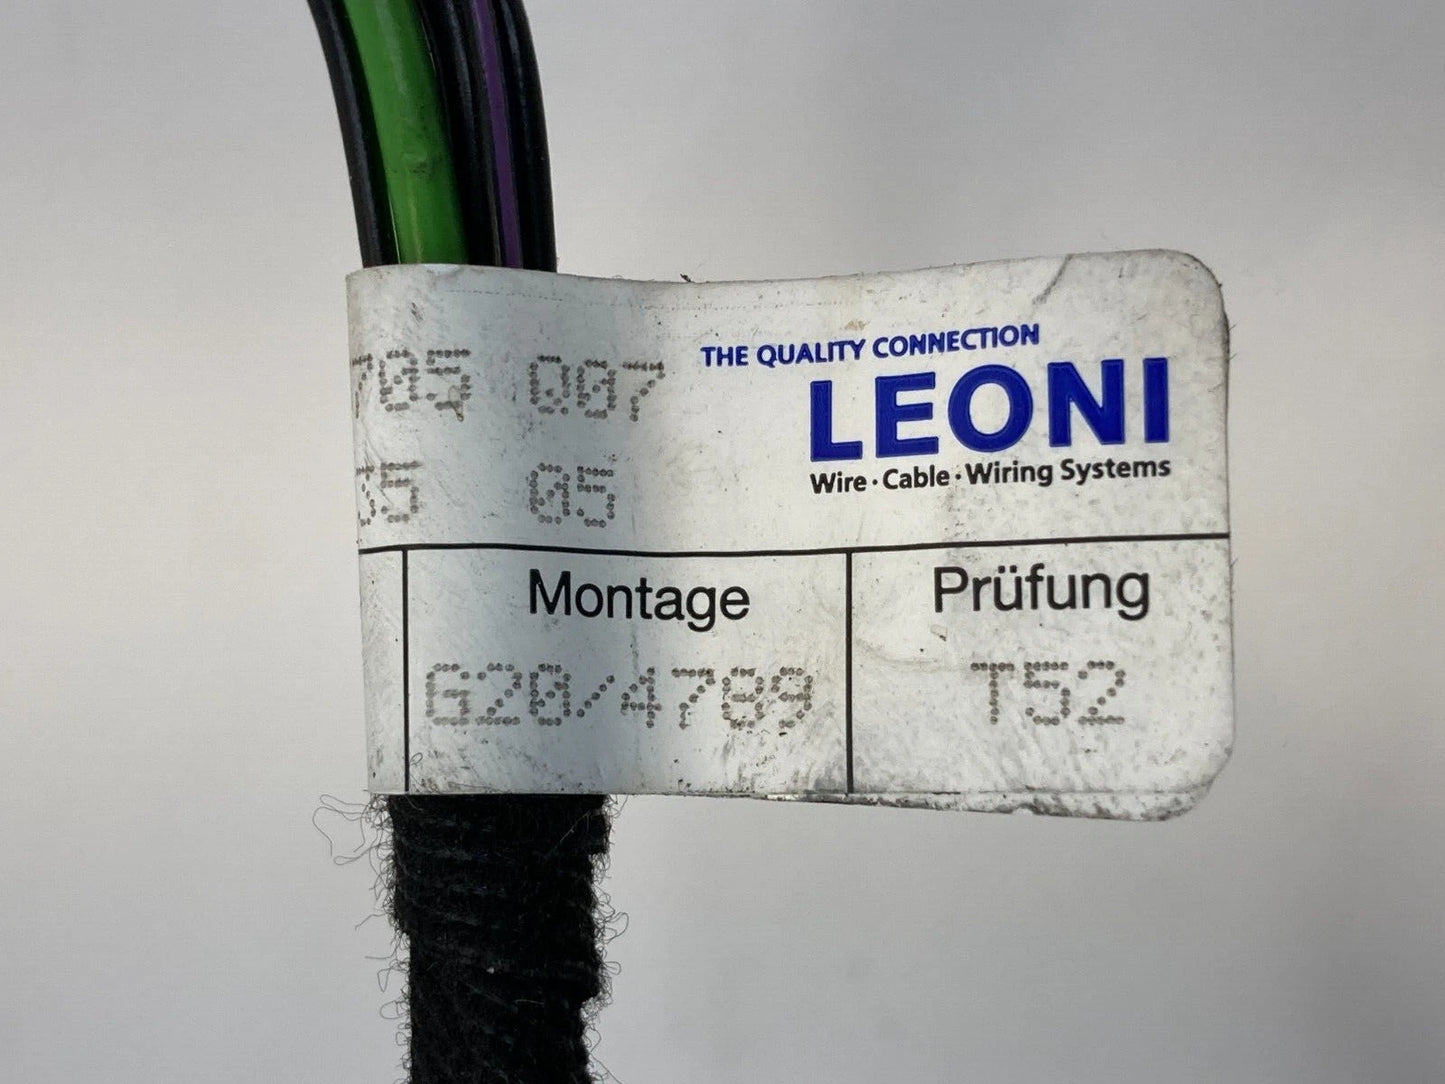 THE QUALITY CONNECTION
LEONI
Wire · Cable · Wiring Systems
705 007
35 05
Montage
Prüfung
620/4789
T52